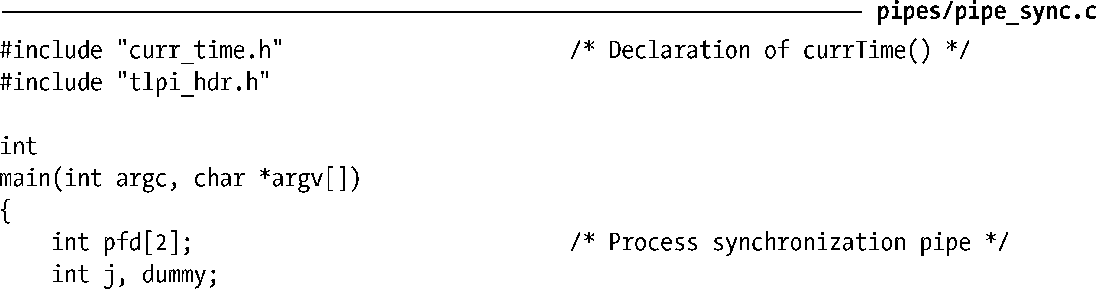 pipes/pipe_sync.c
#include "curr_time.h" /* Declaration of currTime() */
#include "tlpi_hdr.h"
int
main(int argc, char *argv[])
{
    int pfd[2]; /* Process synchronization pipe */
    int j, dummy;